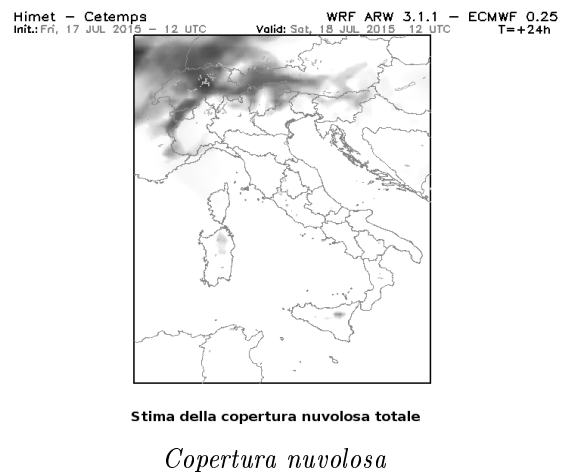 Himet – Cetemps WRF ARW 3.1.1 – ECMWF 0.25
Init.: Fri, 17 JUL 2015 – 12 UTC Valid: Sat, 18 JUL 2015 12 UTC T=+24h
Stima della copertura nuvolosa totale
Copertura nuvolosa